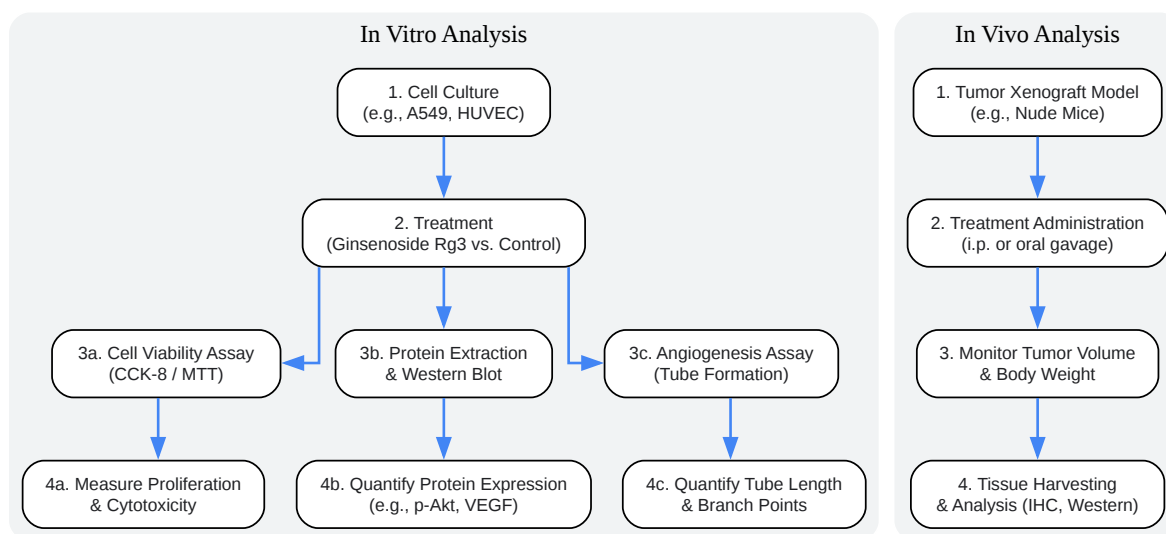 In Vitro Analysis
1. Cell Culture
(e.g., A549, HUVEC)
2. Treatment
(Ginsenoside Rg3 vs. Control)
3a. Cell Viability Assay
(CCK-8 / MTT)
3b. Protein Extraction
& Western Blot
3c. Angiogenesis Assay
(Tube Formation)
4a. Measure Proliferation
& Cytotoxicity
4b. Quantify Protein Expression
(e.g., p-Akt, VEGF)
4c. Quantify Tube Length
& Branch Points
In Vivo Analysis
1. Tumor Xenograft Model
(e.g., Nude Mice)
2. Treatment Administration
(i.p. or oral gavage)
3. Monitor Tumor Volume
& Body Weight
4. Tissue Harvesting
& Analysis (IHC, Western)